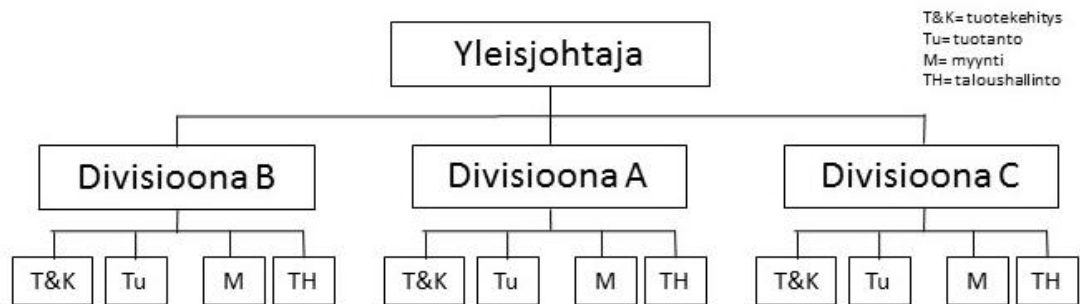 T&K= tuotekehitys
Tu= tuotanto
M= myynti
TH= taloushallinto
Yleisjohtaja
Divisioona B
Divisioona A
Divisioona C
T&K Tu M TH
T&K Tu M TH
T&K Tu M TH